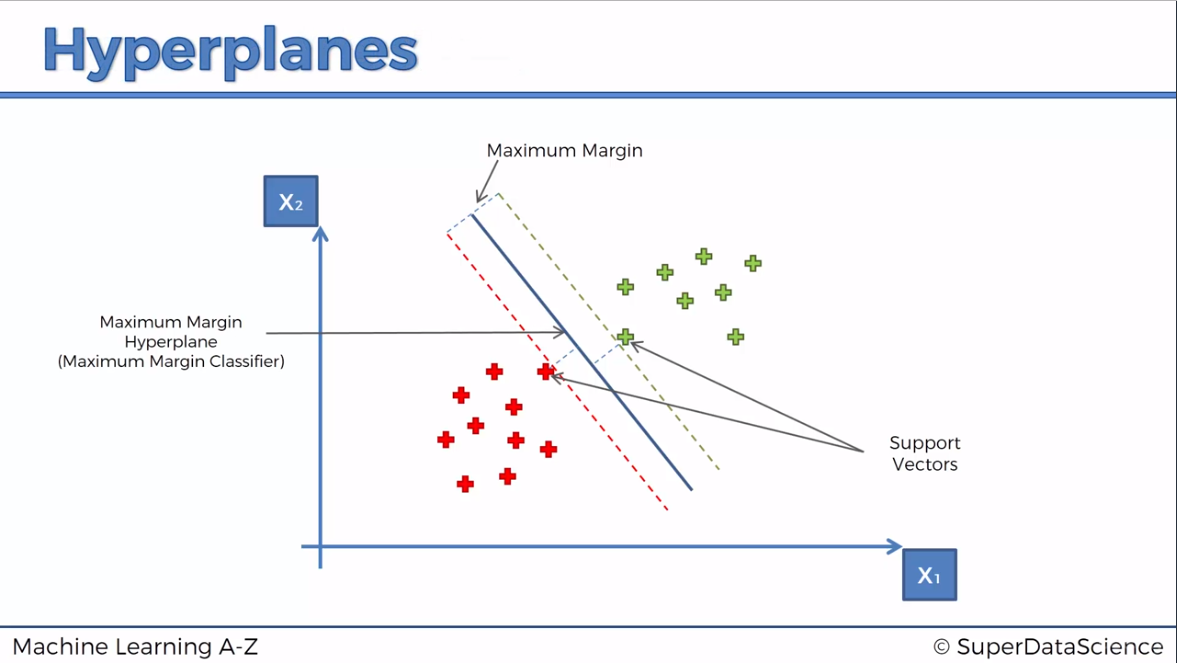 Hyperplanes
Maximum Margin
X₂
Maximum Margin
Hyperplane
(Maximum Margin Classifier)
Support
Vectors
X₁
Machine Learning A-Z
© SuperDataScience